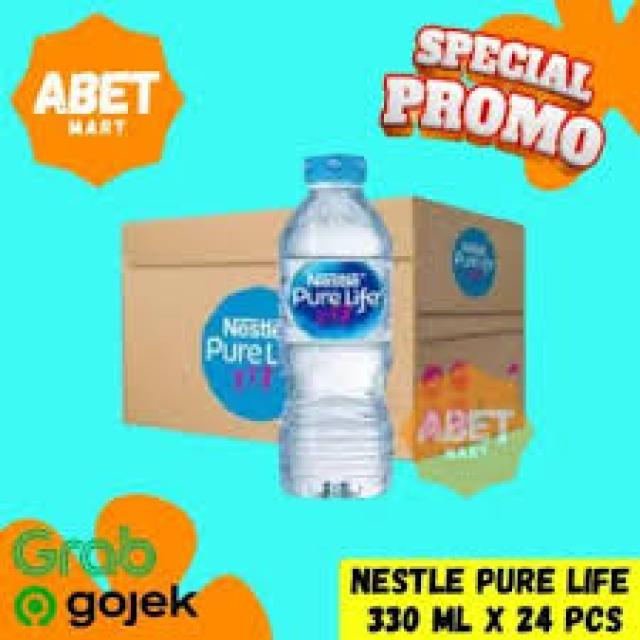 ABET
MART
SPECIAL
PROMO
Nestle
Pure Life
Nestle
Pure L
Pure Life
ABET
MART
Grab
gojek
NESTLE PURE LIFE
330 ML X 24 PCS